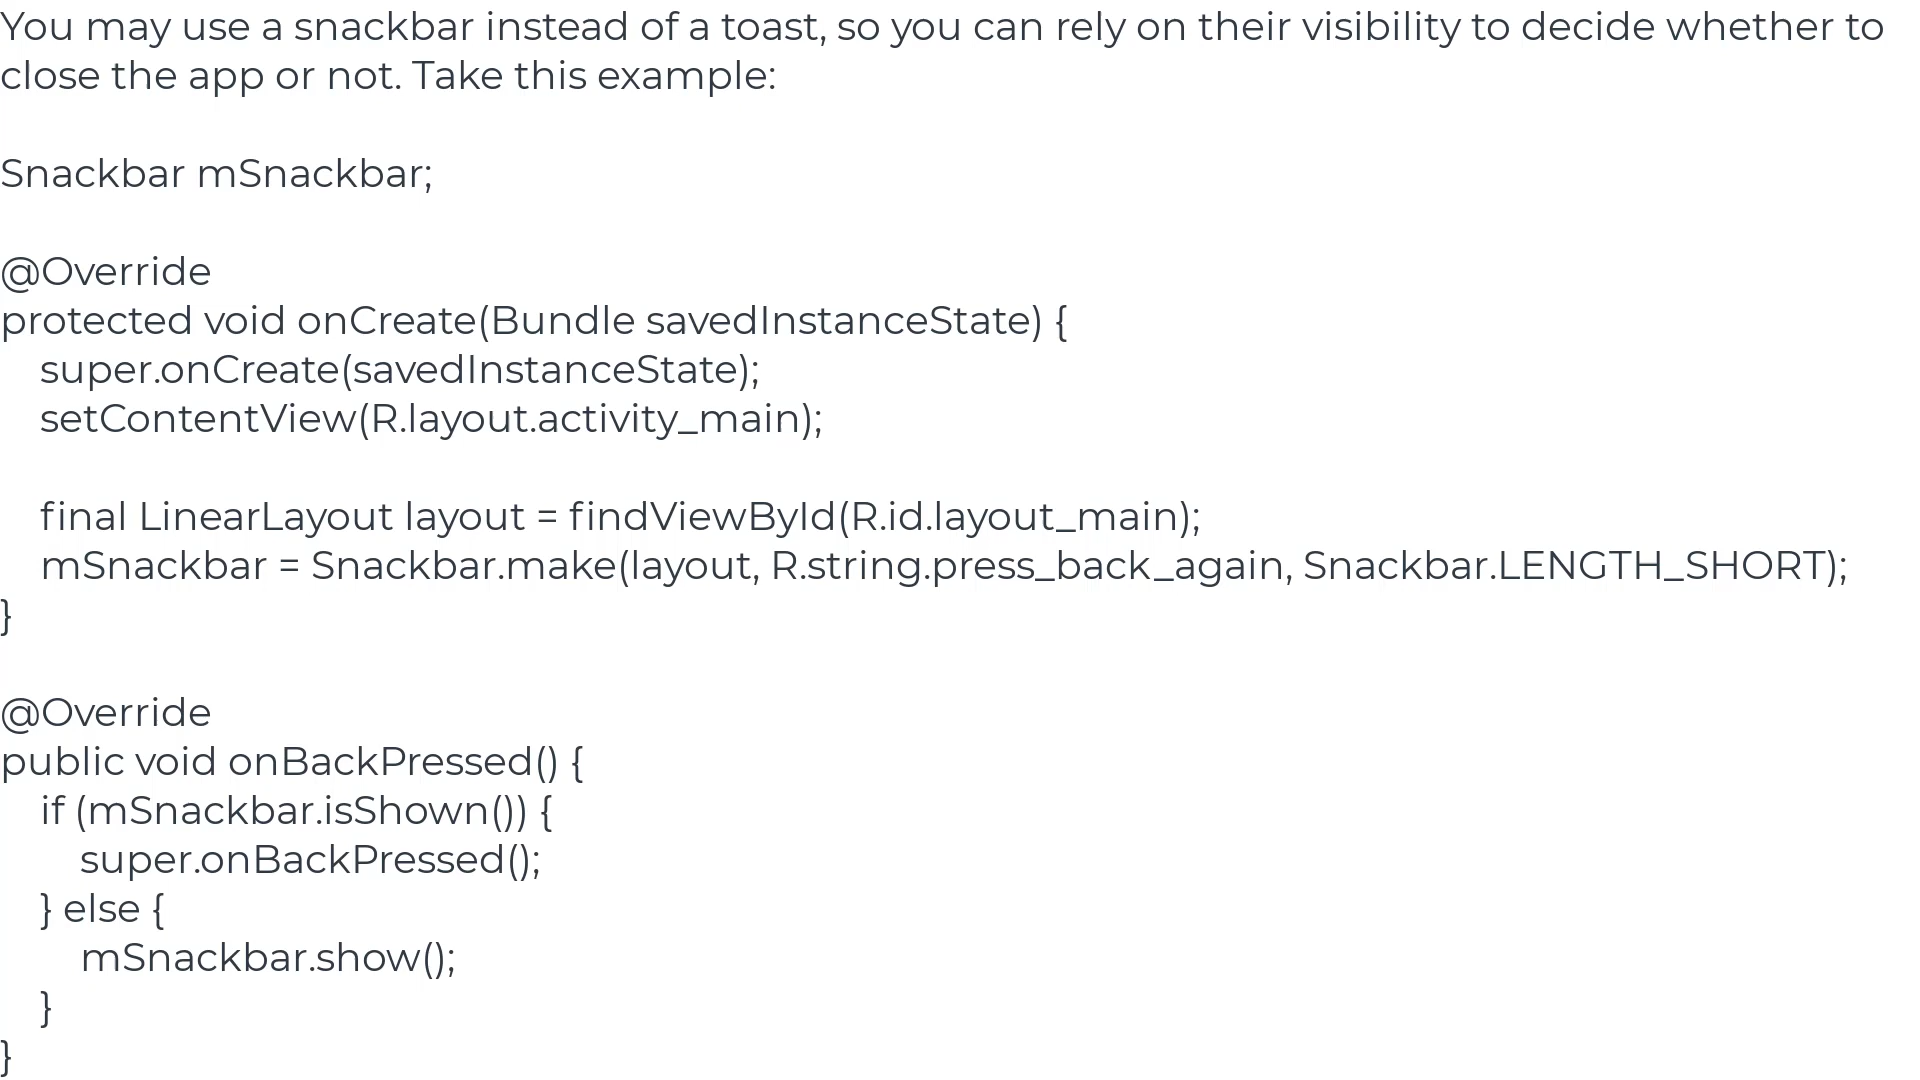 You may use a snackbar instead of a toast, so you can rely on their visibility to decide whether to
close the app or not. Take this example:

Snackbar mSnackbar;

@Override
protected void onCreate(Bundle savedInstanceState) {
    super.onCreate(savedInstanceState);
    setContentView(R.layout.activity_main);

    final LinearLayout layout = findViewById(R.id.layout_main);
    mSnackbar = Snackbar.make(layout, R.string.press_back_again, Snackbar.LENGTH_SHORT);
}

@Override
public void onBackPressed() {
    if (mSnackbar.isShown()) {
        super.onBackPressed();
    } else {
        mSnackbar.show();
    }
}